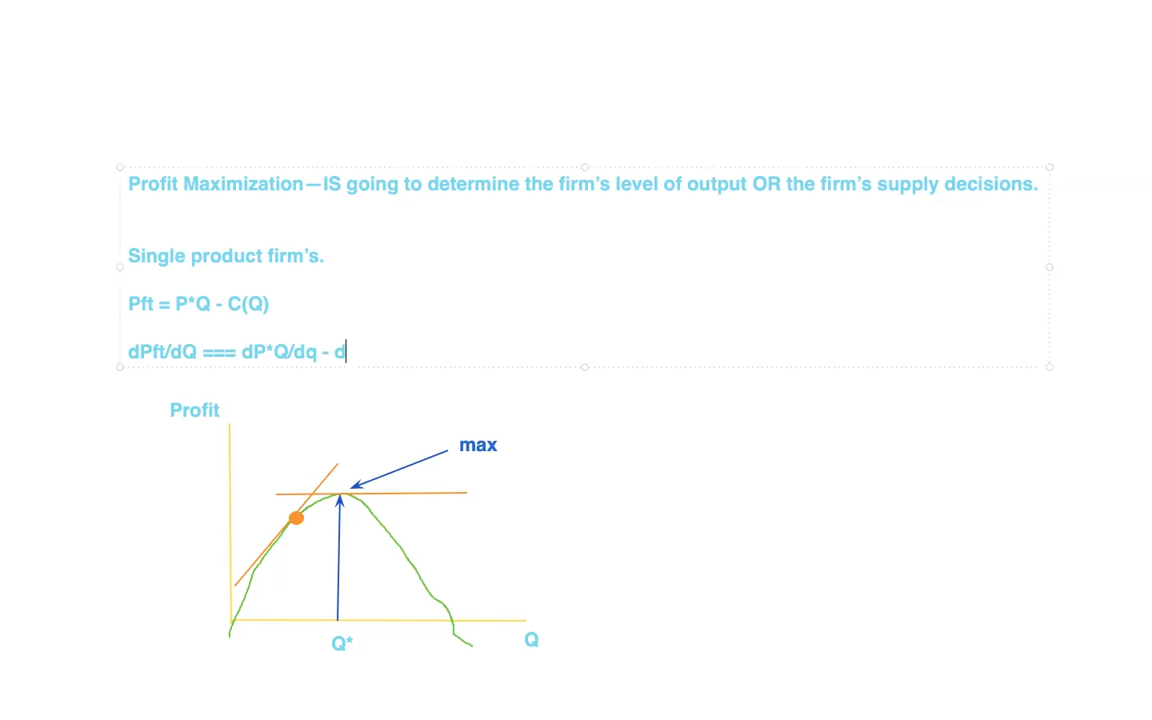 Profit Maximization—IS going to determine the firm’s level of output OR the firm’s supply decisions.
Single product firm’s.
Pft = P*Q - C(Q)
dPft/dQ === dP*Q/dq - d
Profit
max
Q*
Q